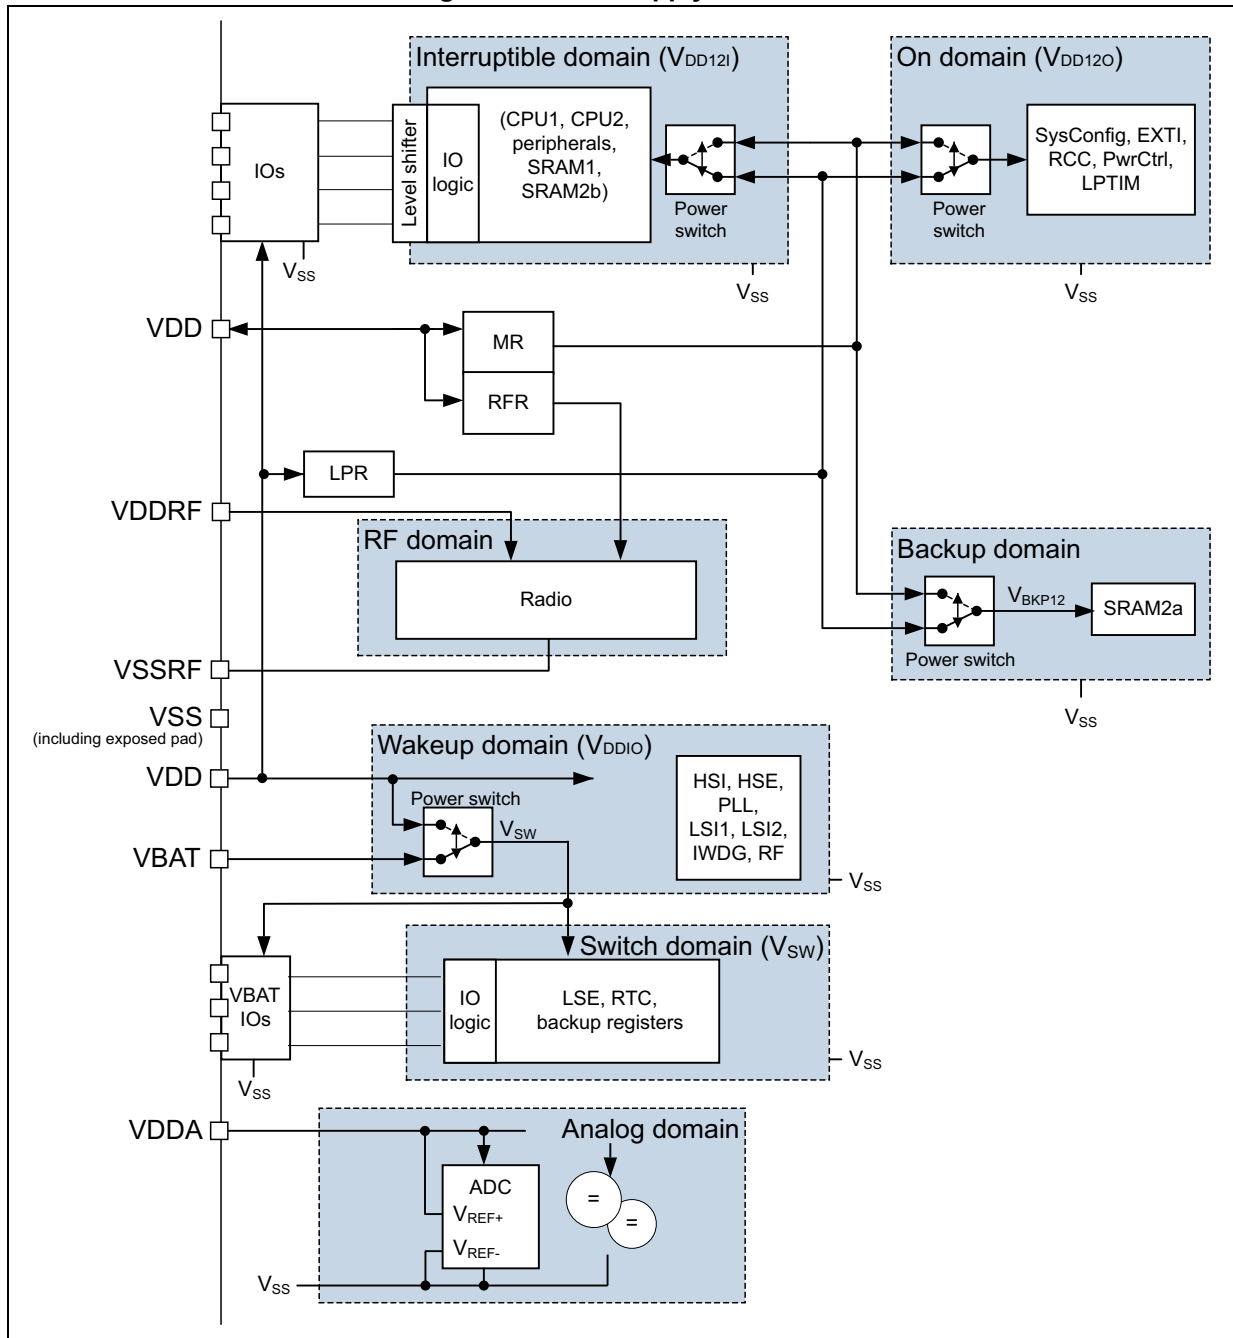 Interruptible domain (VDD12I)
On domain (VDD12O)
IOs
Level shifter
IO
logic
(CPU1, CPU2,
peripherals,
SRAM1,
SRAM2b)
Power
switch
Power
switch
SysConfig, EXTI,
RCC, PwrCtrl,
LPTIM
VSS
VSS
VSS
VDD
MR
RFR
LPR
VDDRF
RF domain
Radio
Backup domain
VBKP12
SRAM2a
Power switch
VSS
VSSRF
VSS
(including exposed pad)
VDD
Wakeup domain (VDDIO)
Power switch
VSW
HSI, HSE,
PLL,
LSI1, LSI2,
IWDG, RF
VSS
VBAT
Switch domain (VSW)
VBAT
IOs
IO
logic
LSE, RTC,
backup registers
VSS
VSS
VDDA
Analog domain
ADC
VREF+
VREF-
=
=
VSS